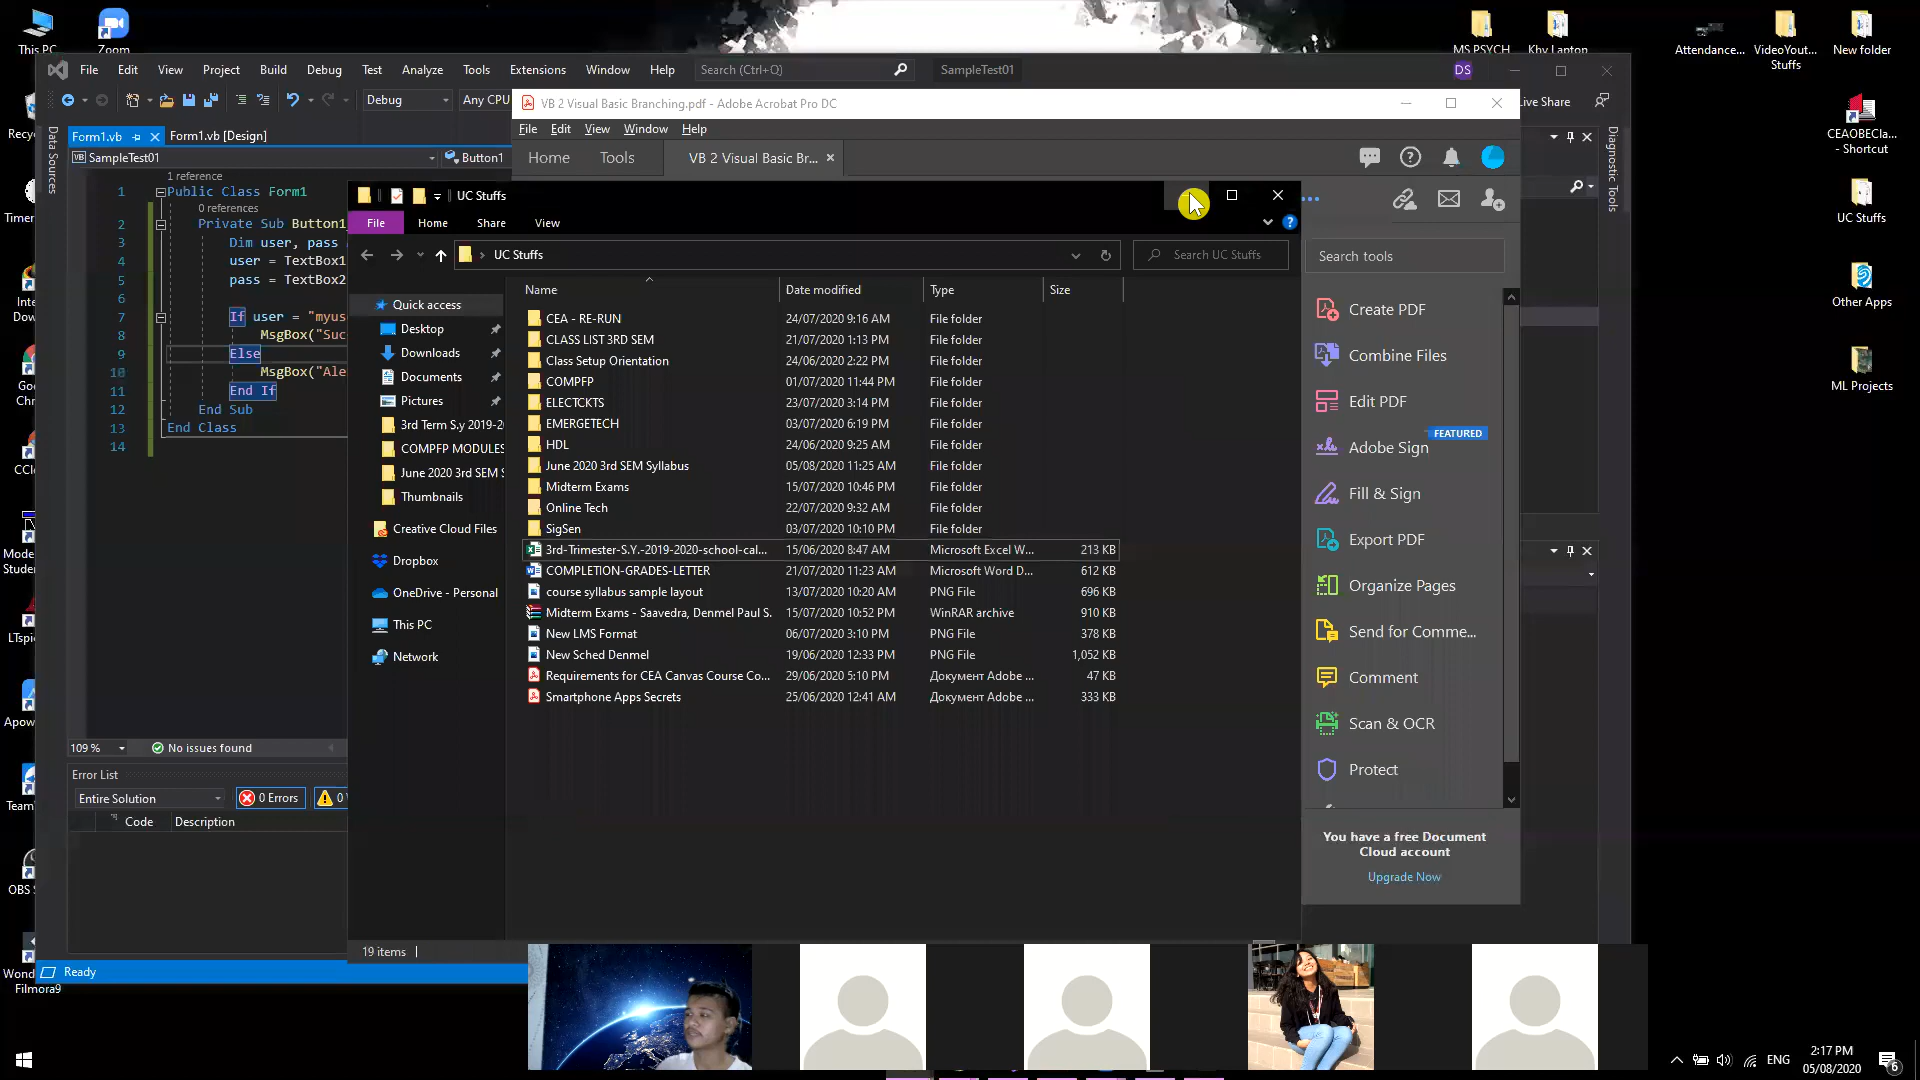 This PC
Zoom
MS PSYCH
Khy Lapton
Attendance...
VideoYout...
Stuffs
New folder
File Edit View Project Build Debug Test Analyze Tools Extensions Window Help
Search (Ctrl+Q)
SampleTest01
DS
Debug
Any CPU
Live Share
VB 2 Visual Basic Branching.pdf - Adobe Acrobat Pro DC
File Edit View Window Help
Home Tools VB 2 Visual Basic Br...
Form1.vb
Form1.vb [Design]
SampleTest01
Button1
Data Sources
Diagnostic Tools
1 reference
1 Public Class Form1
0 references
2 Private Sub Button1
3 Dim user, pass
4 user = TextBox1
5 pass = TextBox2
6
7 If user = "myus
8 MsgBox("Suc
9 Else
10 MsgBox("Ale
11 End If
12 End Sub
13 End Class
14
109 %
No issues found
Error List
Entire Solution
0 Errors
0
Code Description
Ready
UC Stuffs
File Home Share View
UC Stuffs
Search UC Stuffs
Quick access
Desktop
Downloads
Documents
Pictures
3rd Term S.y 2019-2
COMPFP MODULES
June 2020 3rd SEM S
Thumbnails
Creative Cloud Files
Dropbox
OneDrive - Personal
This PC
Network
Name Date modified Type Size
CEA - RE-RUN 24/07/2020 9:16 AM File folder
CLASS LIST 3RD SEM 21/07/2020 1:13 PM File folder
Class Setup Orientation 24/06/2020 2:22 PM File folder
COMPFP 01/07/2020 11:44 PM File folder
ELECTCKTS 23/07/2020 3:14 PM File folder
EMERGETECH 03/07/2020 6:19 PM File folder
HDL 24/06/2020 9:25 AM File folder
June 2020 3rd SEM Syllabus 05/08/2020 11:25 AM File folder
Midterm Exams 15/07/2020 10:46 PM File folder
Online Tech 22/07/2020 9:32 AM File folder
SigSen 03/07/2020 10:10 PM File folder
3rd-Trimester-S.Y.-2019-2020-school-cal... 15/06/2020 8:47 AM Microsoft Excel W... 213 KB
COMPLETION-GRADES-LETTER 21/07/2020 11:23 AM Microsoft Word D... 612 KB
course syllabus sample layout 13/07/2020 10:20 AM PNG File 696 KB
Midterm Exams - Saavedra, Denmel Paul S. 15/07/2020 10:52 PM WinRAR archive 910 KB
New LMS Format 06/07/2020 3:10 PM PNG File 378 KB
New Sched Denmel 19/06/2020 12:33 PM PNG File 1,052 KB
Requirements for CEA Canvas Course Co... 29/06/2020 5:10 PM Документ Adobe ... 47 KB
Smartphone Apps Secrets 25/06/2020 12:41 AM Документ Adobe ... 333 KB
19 items
Search tools
Create PDF
Combine Files
Edit PDF
FEATURED
Adobe Sign
Fill & Sign
Export PDF
Organize Pages
Send for Comme...
Comment
Scan & OCR
Protect
You have a free Document
Cloud account
Upgrade Now
CEAOBECla...
- Shortcut
UC Stuffs
Other Apps
ML Projects
Filmora9
ENG
2:17 PM
05/08/2020
6